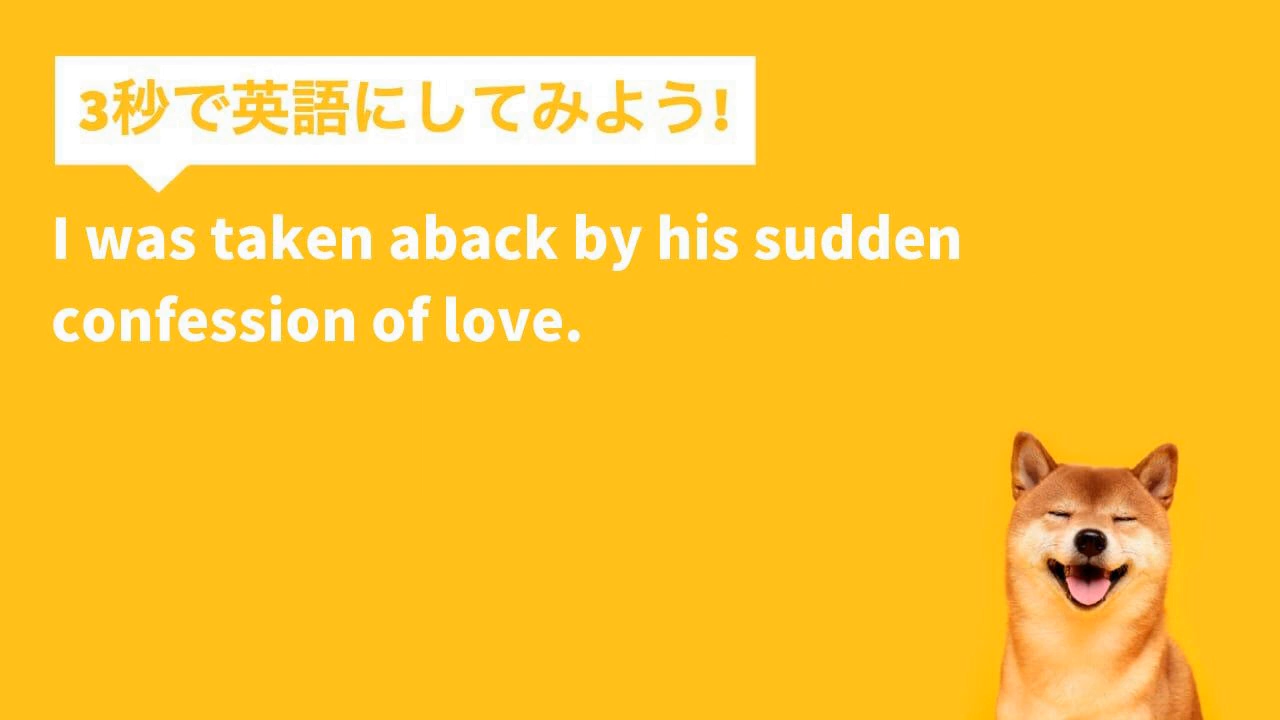 3秒で英語にしてみよう!
I was taken aback by his sudden
confession of love.